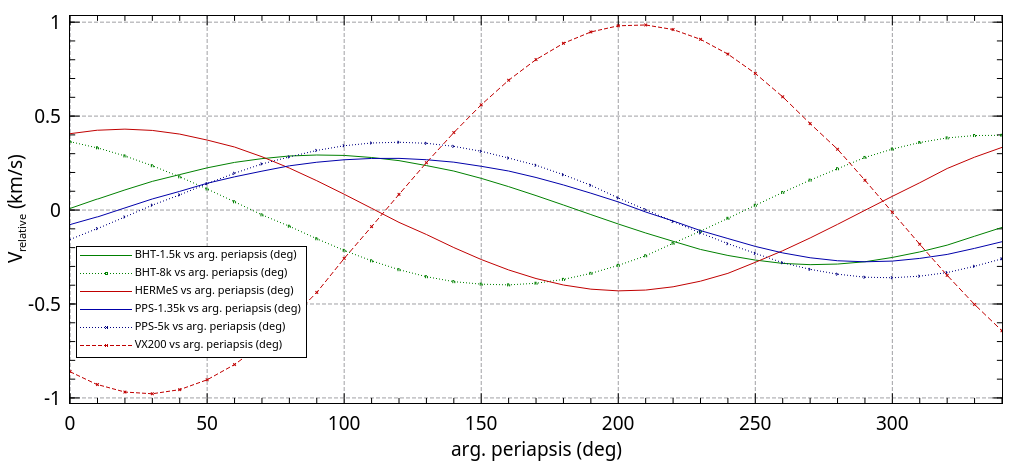 1
0.5
0
-0.5
-1
V relative (km/s)
BHT-1.5k vs arg. periapsis (deg)
BHT-8k vs arg. periapsis (deg)
HERMeS vs arg. periapsis (deg)
PPS-1.35k vs arg. periapsis (deg)
PPS-5k vs arg. periapsis (deg)
VX200 vs arg. periapsis (deg)
0 50 100 150 200 250 300
arg. periapsis (deg)